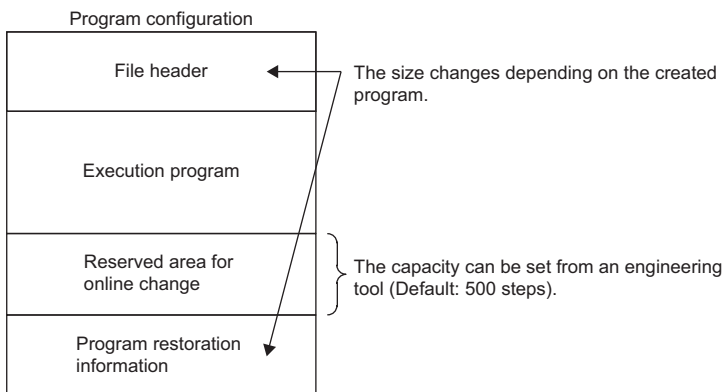 Program configuration
File header
The size changes depending on the created
program.
Execution program
Reserved area for
online change
The capacity can be set from an engineering
tool (Default: 500 steps).
Program restoration
information